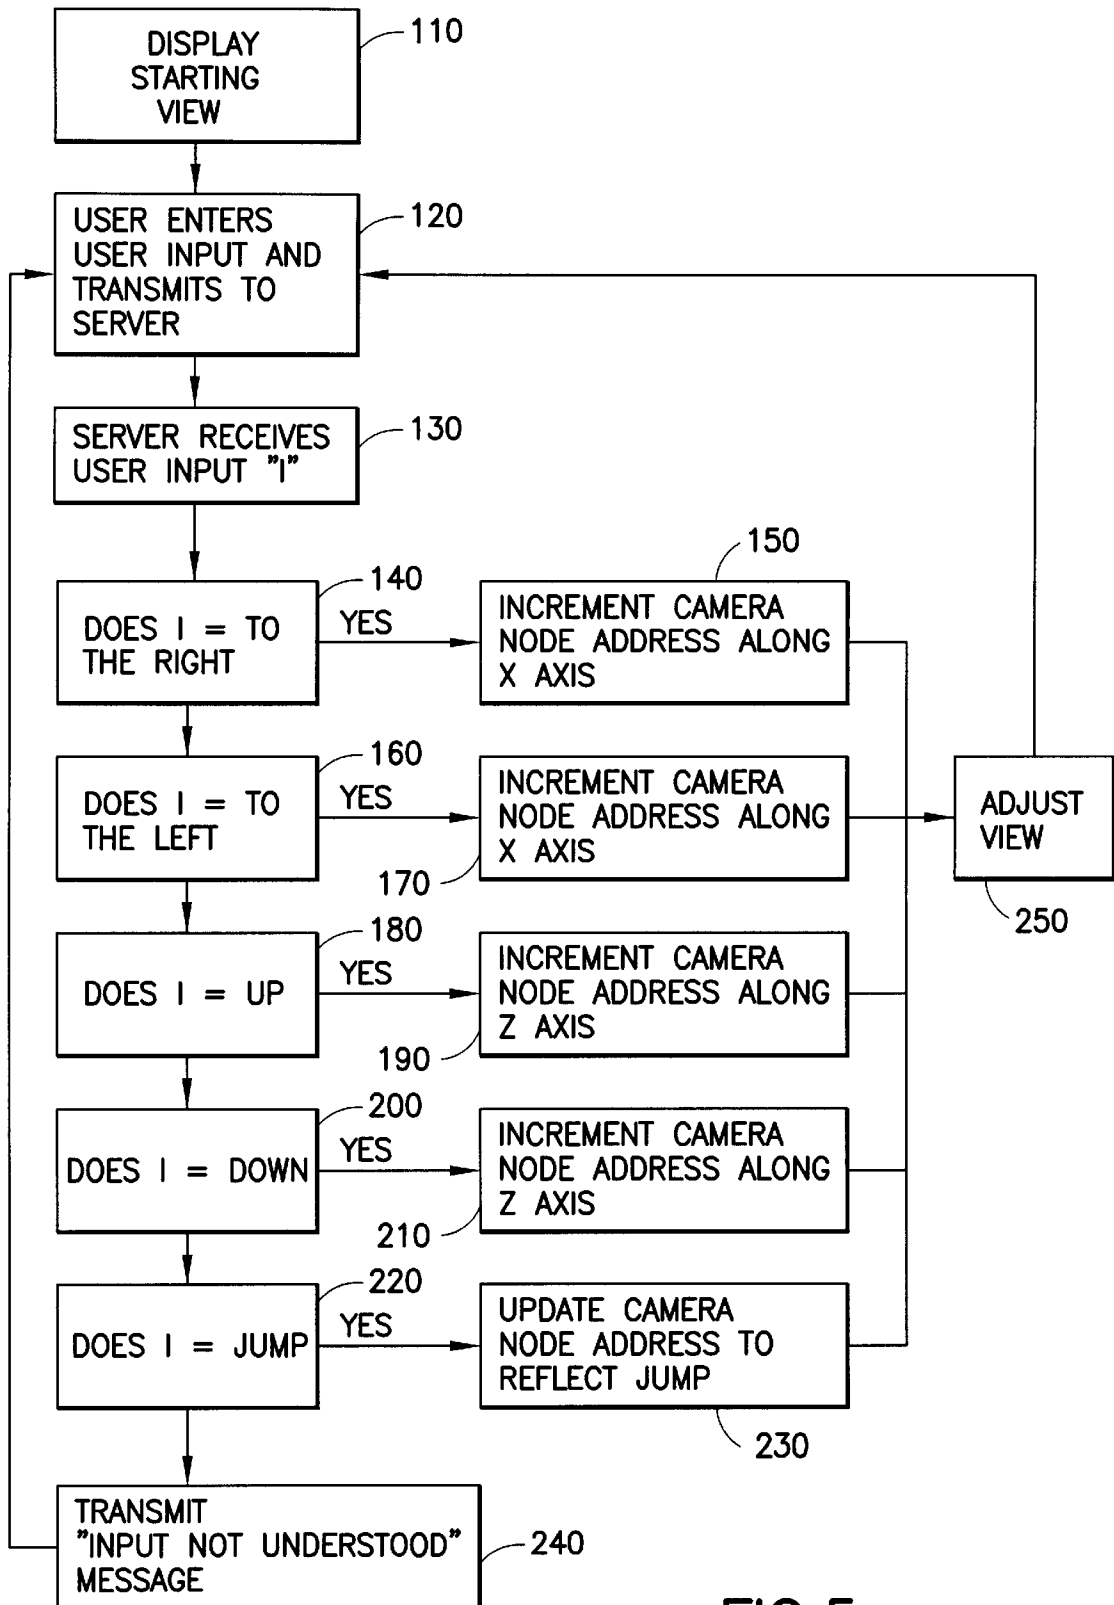 DISPLAY
STARTING
VIEW
110
USER ENTERS
USER INPUT AND
TRANSMITS TO
SERVER
120
SERVER RECEIVES
USER INPUT "I"
130
DOES I = TO
THE RIGHT
140
YES
INCREMENT CAMERA
NODE ADDRESS ALONG
X AXIS
150
DOES I = TO
THE LEFT
160
YES
INCREMENT CAMERA
NODE ADDRESS ALONG
X AXIS
170
ADJUST
VIEW
250
DOES I = UP
180
YES
INCREMENT CAMERA
NODE ADDRESS ALONG
Z AXIS
190
DOES I = DOWN
200
YES
INCREMENT CAMERA
NODE ADDRESS ALONG
Z AXIS
210
DOES I = JUMP
220
YES
UPDATE CAMERA
NODE ADDRESS TO
REFLECT JUMP
230
TRANSMIT
"INPUT NOT UNDERSTOOD"
MESSAGE
240